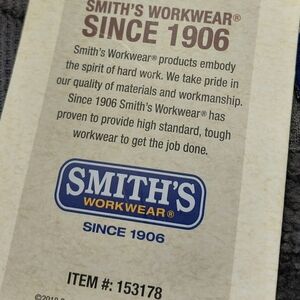 SMITH'S WORKWEAR®
SINCE 1906
Smith's Workwear® products embody
the spirit of hard work. We take pride in
our quality of materials and workmanship.
Since 1906 Smith's Workwear® has
proven to provide high standard, tough
workwear to get the job done.
SMITH'S
WORKWEAR®
SINCE 1906
ITEM #: 153178